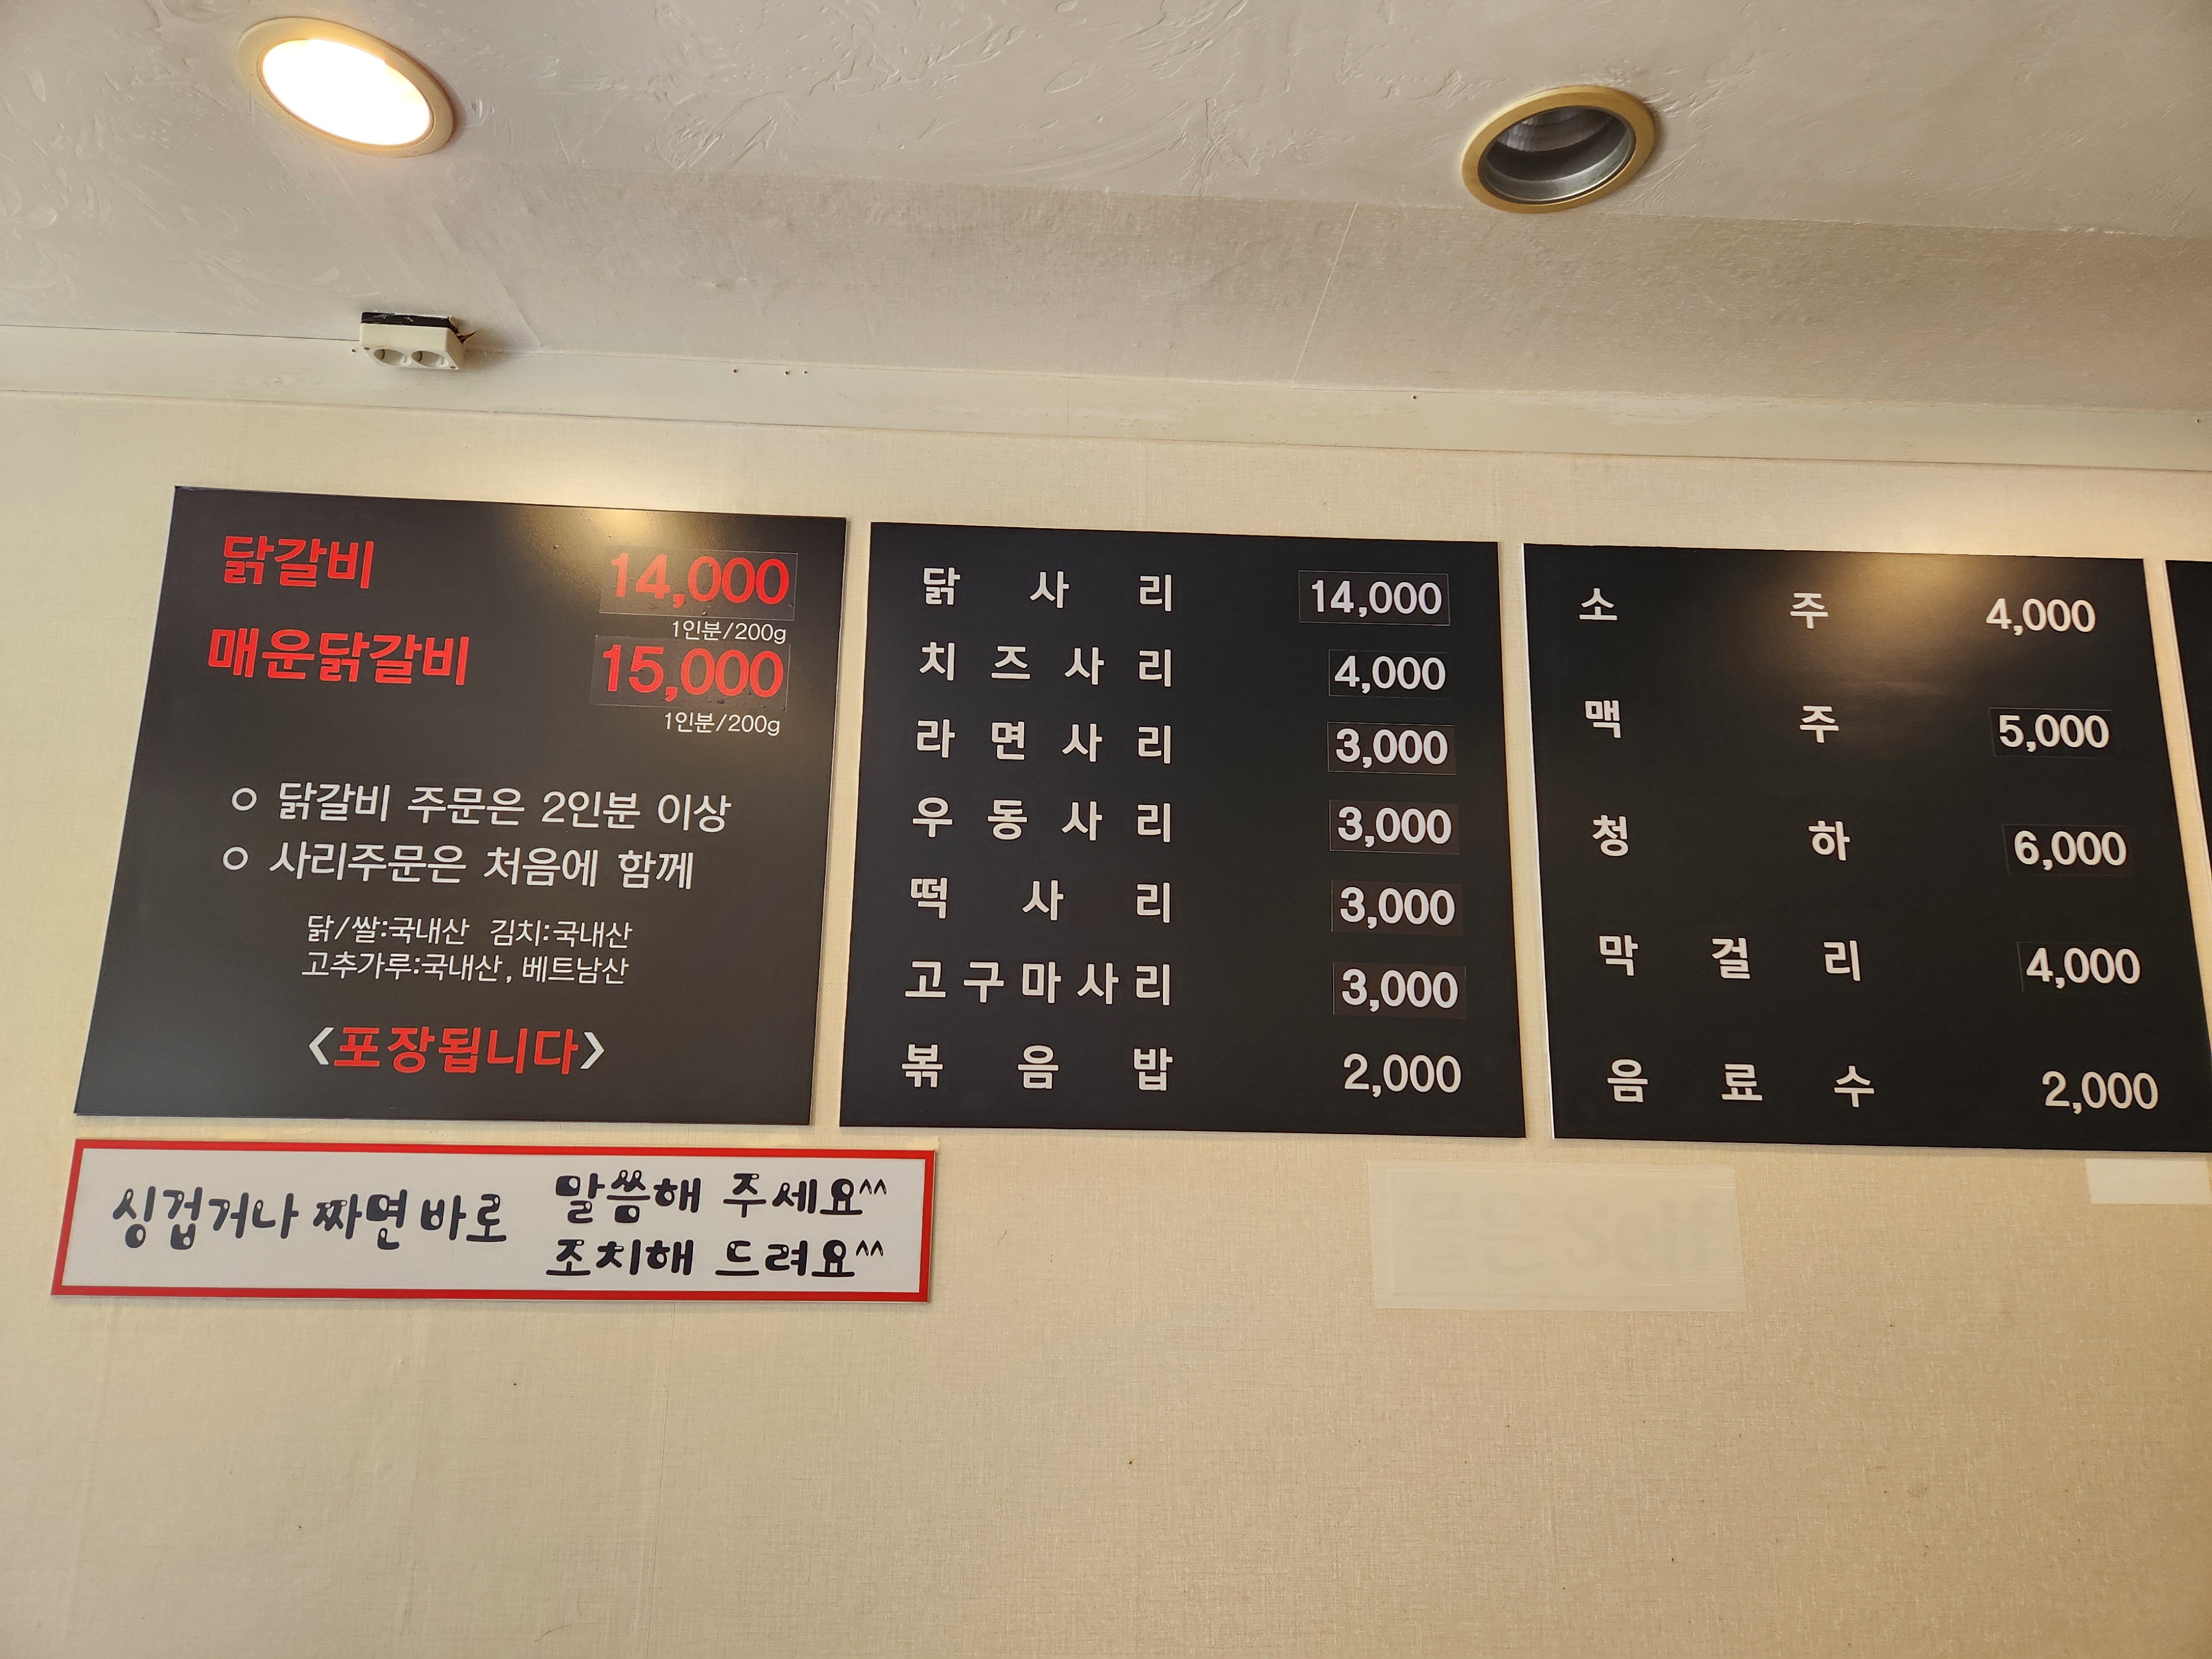 닭갈비 14,000
1인분/200g
매운닭갈비 15,000
1인분/200g
○ 닭갈비 주문은 2인분 이상
○ 사리주문은 처음에 함께
닭/쌀:국내산 김치:국내산
고추가루:국내산, 베트남산
<포장됩니다>
닭사리 14,000
치즈사리 4,000
라면사리 3,000
우동사리 3,000
떡사리 3,000
고구마사리 3,000
볶음밥 2,000
소주 4,000
맥주 5,000
청하 6,000
막걸리 4,000
음료수 2,000
싱겁거나 짜면 바로 말씀해 주세요^^
조치해 드려요^^